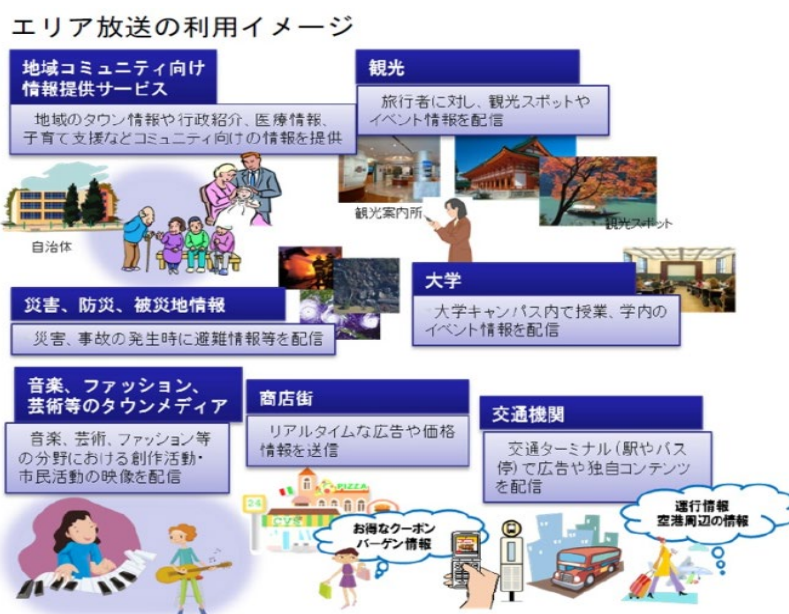 エリア放送の利用イメージ
地域コミュニティ向け
情報提供サービス
地域のタウン情報や行政紹介、医療情報、
子育て支援などコミュニティ向けの情報を提供
自治体
観光
旅行者に対し、観光スポットや
イベント情報を配信
観光案内所
観光スポット
災害、防災、被災地情報
災害、事故の発生時に避難情報等を配信
大学
大学キャンパス内で授業、学内の
イベント情報を配信
音楽、ファッション、
芸術等のタウンメディア
音楽、芸術、ファッション等
の分野における創作活動・
市民活動の映像を配信
商店街
リアルタイムな広告や価格
情報を送信
24
PIZZA
CVS
お得なクーポン
バーゲン情報
交通機関
交通ターミナル(駅やバス
停)で広告や独自コンテンツ
を配信
運行情報
空港周辺の情報